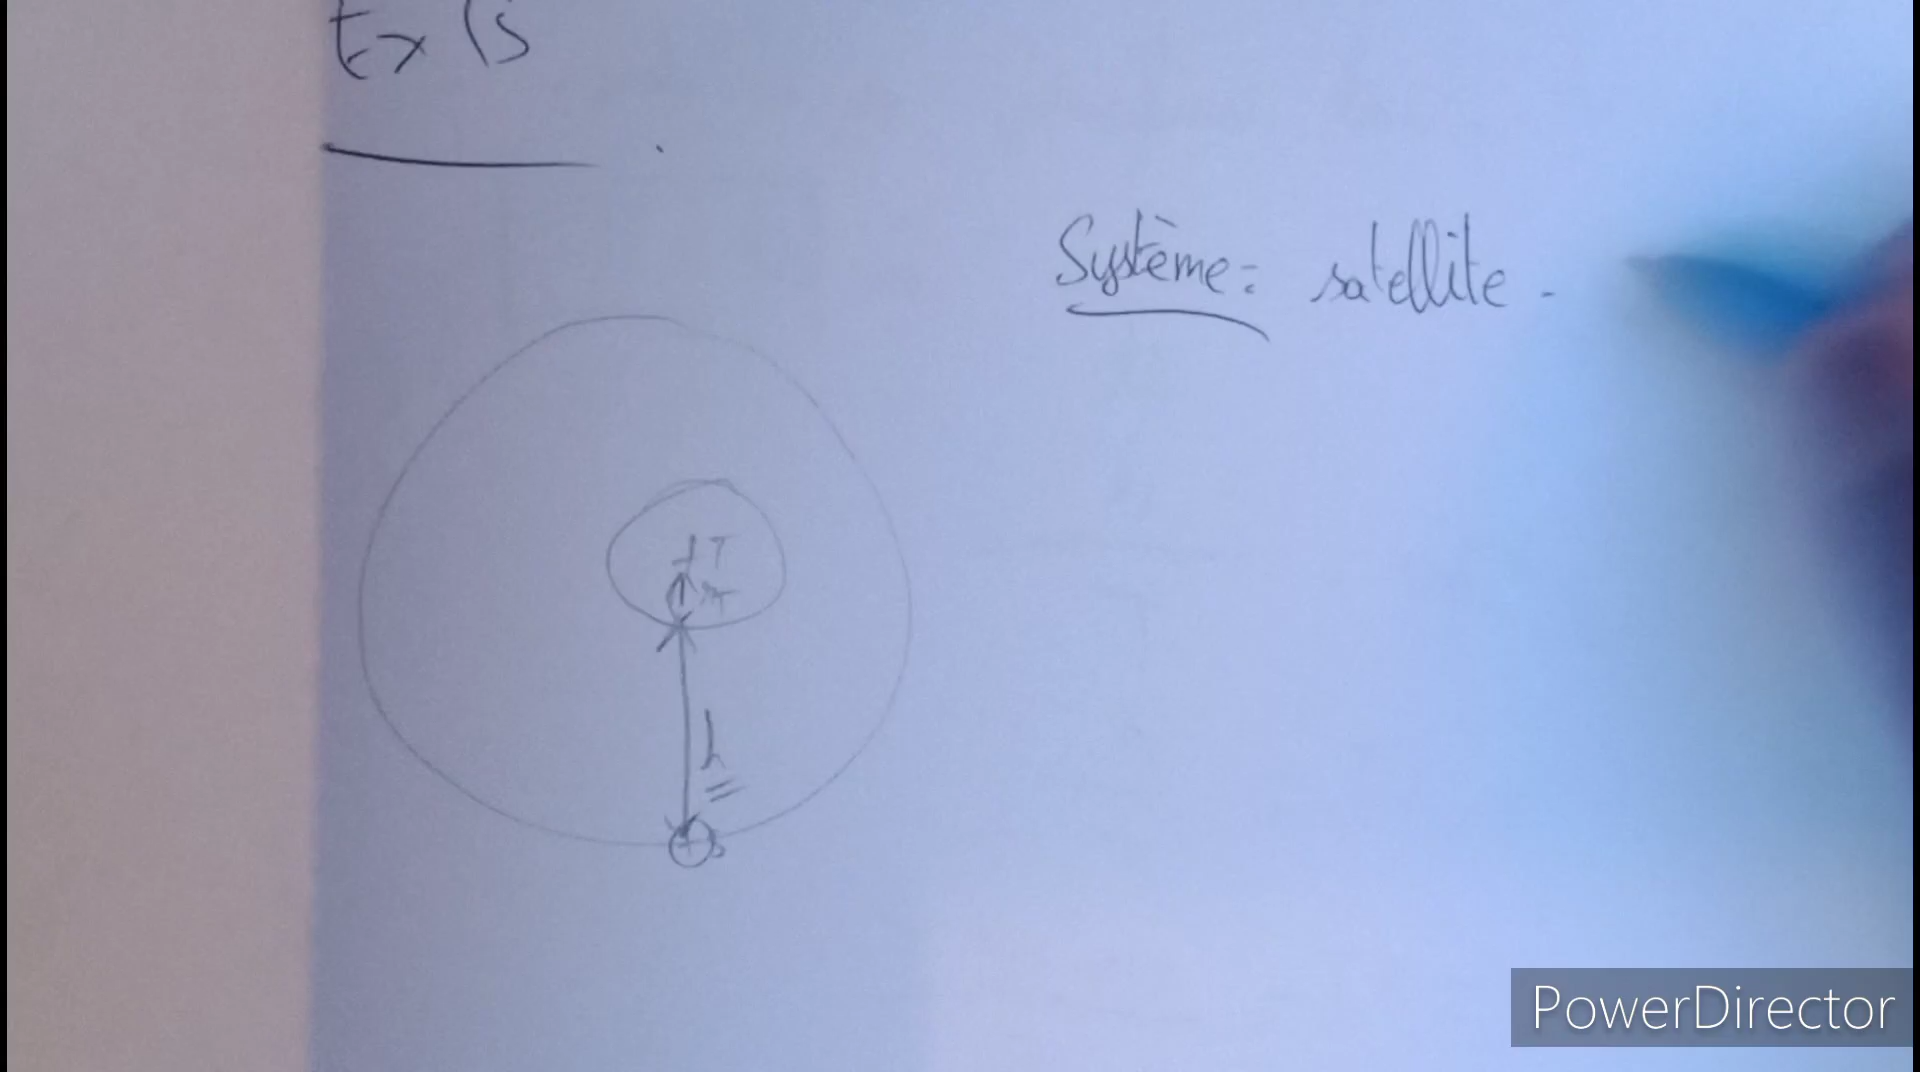 Ex 15
Système : satellite.
T
h
s
PowerDirector